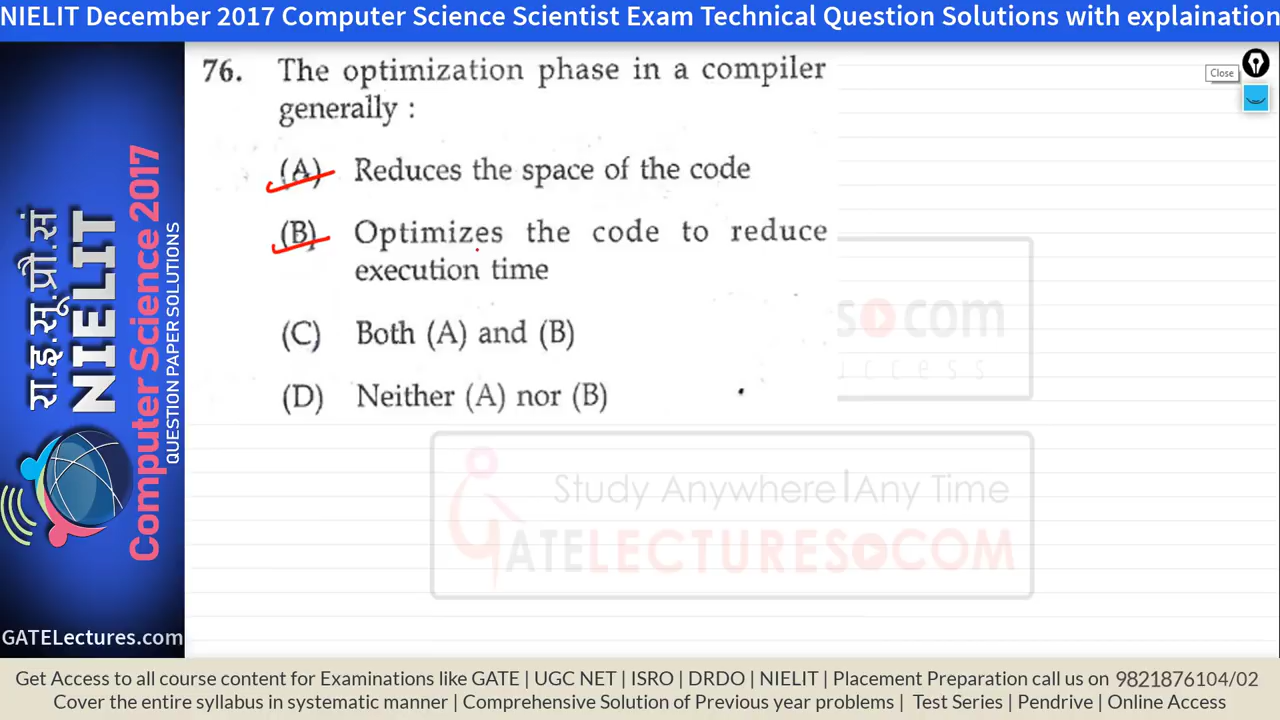 NIELIT December 2017 Computer Science Scientist Exam Technical Question Solutions with explaination
76. The optimization phase in a compiler
generally :
(A) Reduces the space of the code
(B) Optimizes the code to reduce
execution time
(C) Both (A) and (B)
(D) Neither (A) nor (B)
Close
रा.इ.सू.प्रौ.सं
NIELIT
Computer Science 2017
QUESTION PAPER SOLUTIONS
GATELectures.com
s com
uccess
Study Anywhere Any Time
GATELECTURES.COM
Get Access to all course content for Examinations like GATE | UGC NET | ISRO | DRDO | NIELIT | Placement Preparation call us on 9821876104/02
Cover the entire syllabus in systematic manner | Comprehensive Solution of Previous year problems | Test Series | Pendrive | Online Access